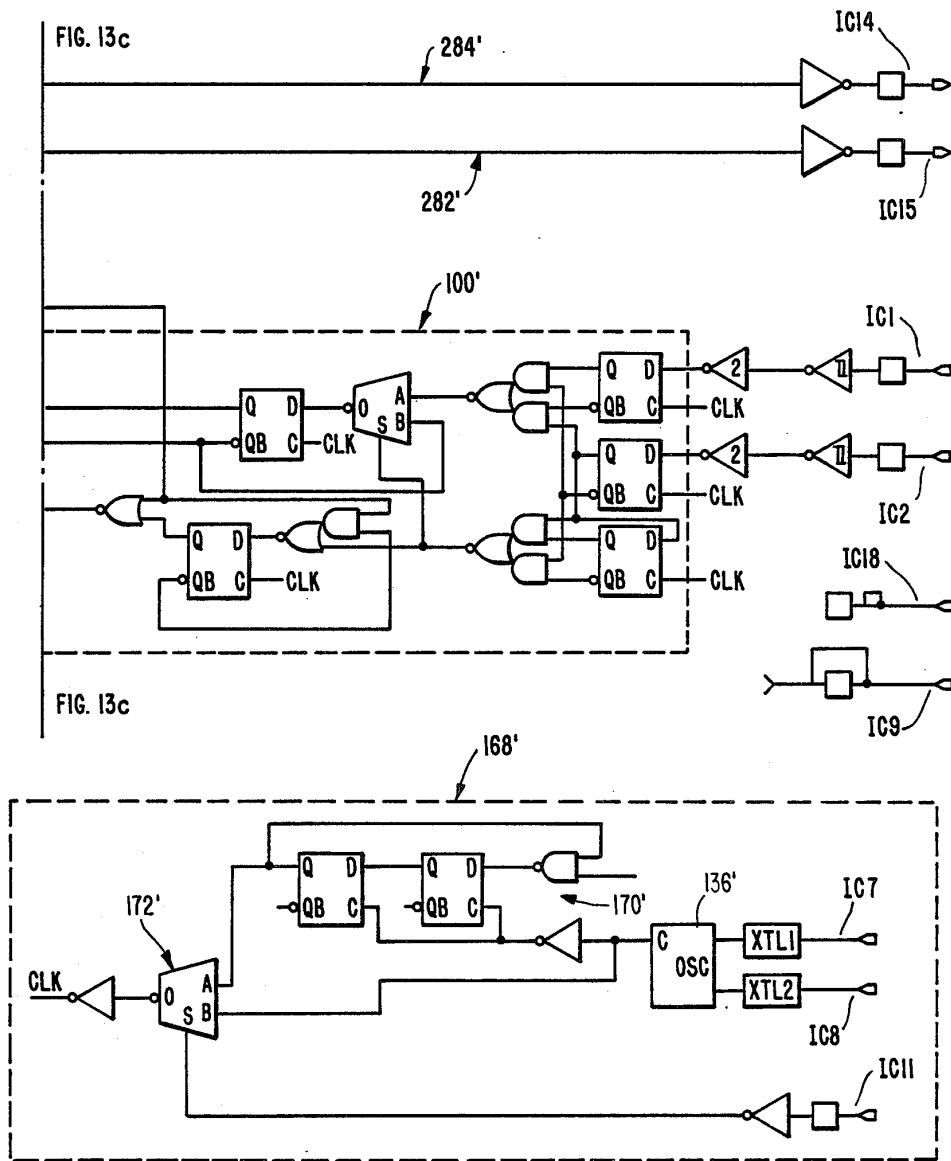 FIG. 13c
284'
IC14
282'
IC15
100'
IC1
Q D
QB C
2
CLK
Q D
QB C
CLK
O A
S B
IC2
Q D
QB C
2
CLK
Q D
QB C
CLK
Q D
QB C
CLK
IC18
IC9
FIG. 13c
168'
Q D
QB C
Q D
QB C
170'
136'
C
OSC
XTL1
XTL2
IC7
IC8
172'
CLK
O A
S B
IC11